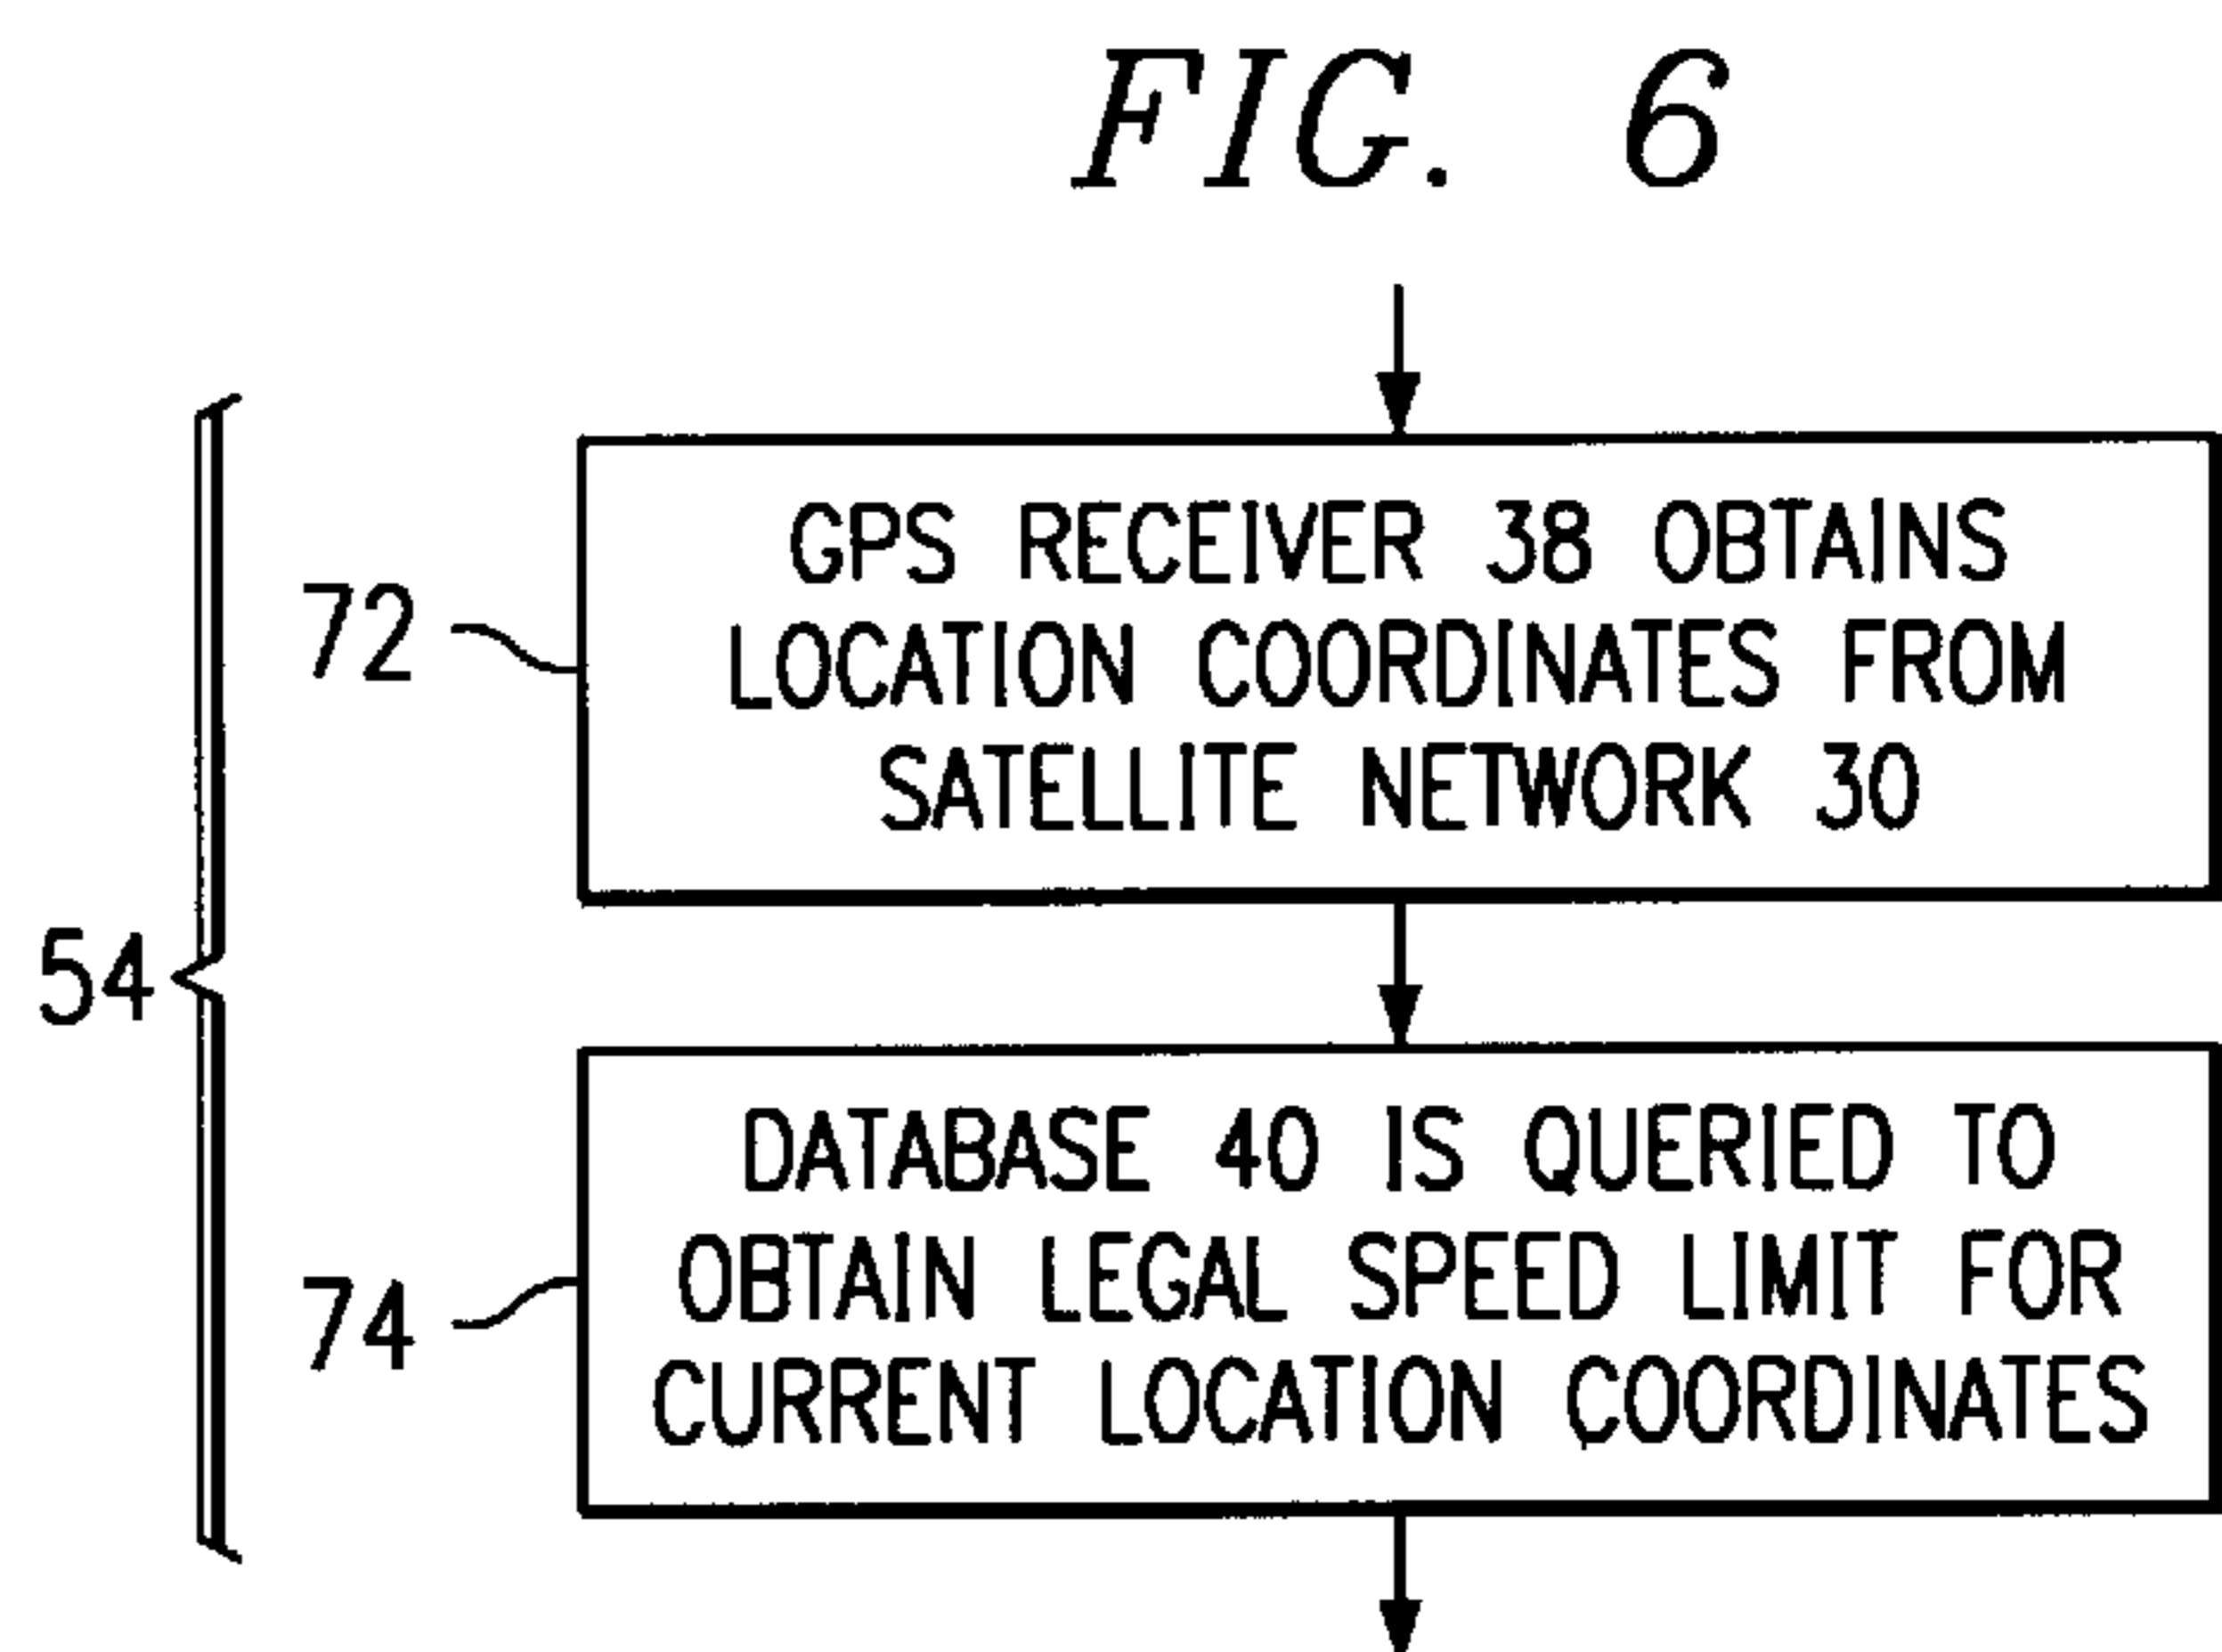 FIG. 6
72
GPS RECEIVER 38 OBTAINS
LOCATION COORDINATES FROM
SATELLITE NETWORK 30
54
74
DATABASE 40 IS QUERIED TO
OBTAIN LEGAL SPEED LIMIT FOR
CURRENT LOCATION COORDINATES